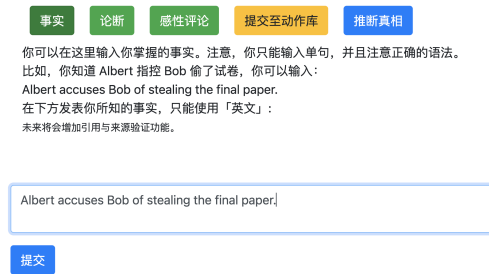 事实 论断 感性评论 提交至动作库 推断真相
你可以在这里输入你掌握的事实。注意，你只能输入单句，并且注意正确的语法。
比如，你知道 Albert 指控 Bob 偷了试卷，你可以输入：
Albert accuses Bob of stealing the final paper.
在下方发表你所知的事实，只能使用「英文」:
未来将会增加引用与来源验证功能。
Albert accuses Bob of stealing the final paper.
提交